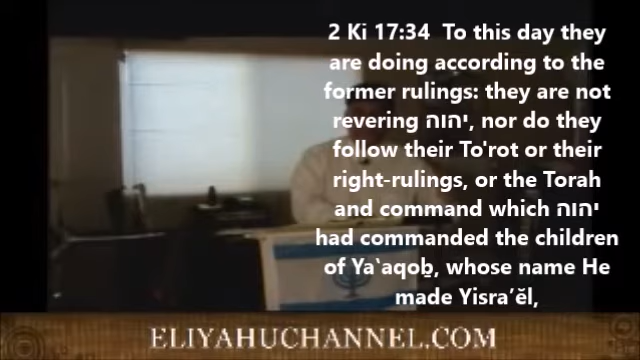 2 Ki 17:34  To this day they
are doing according to the
former rulings: they are not
revering יהוה, nor do they
follow their To'rot or their
right-rulings, or the Torah
and command which יהוה
had commanded the children
of Ya‛aqoḇ, whose name He
made Yisra’ĕl,
ELIYAHUCHANNEL.COM